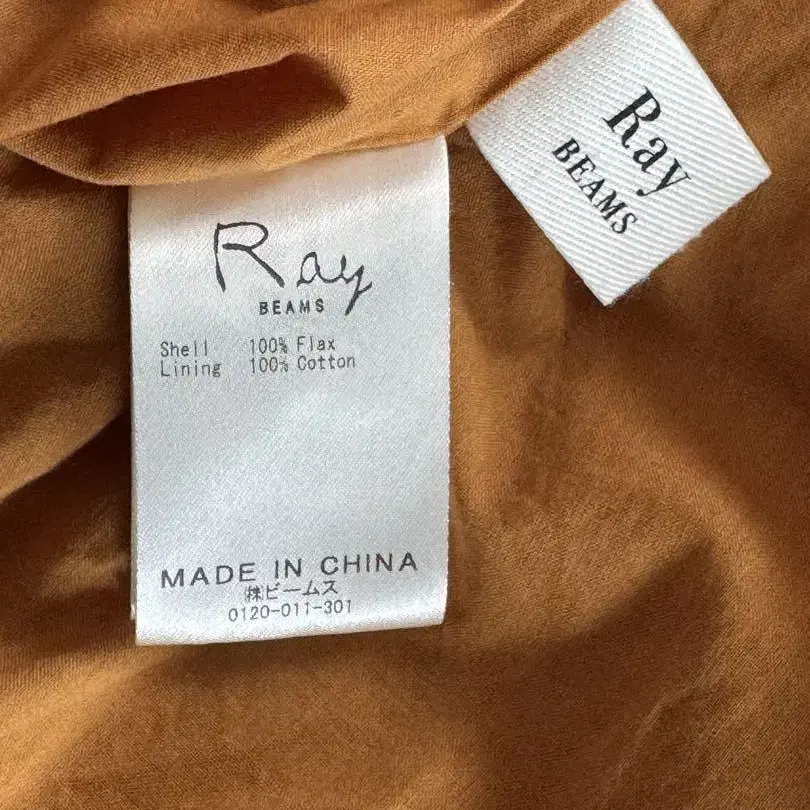 Ray
BEAMS
Shell 100% Flax
Lining 100% Cotton
MADE IN CHINA
㈱ビームス
0120-011-301
Ray
BEAMS